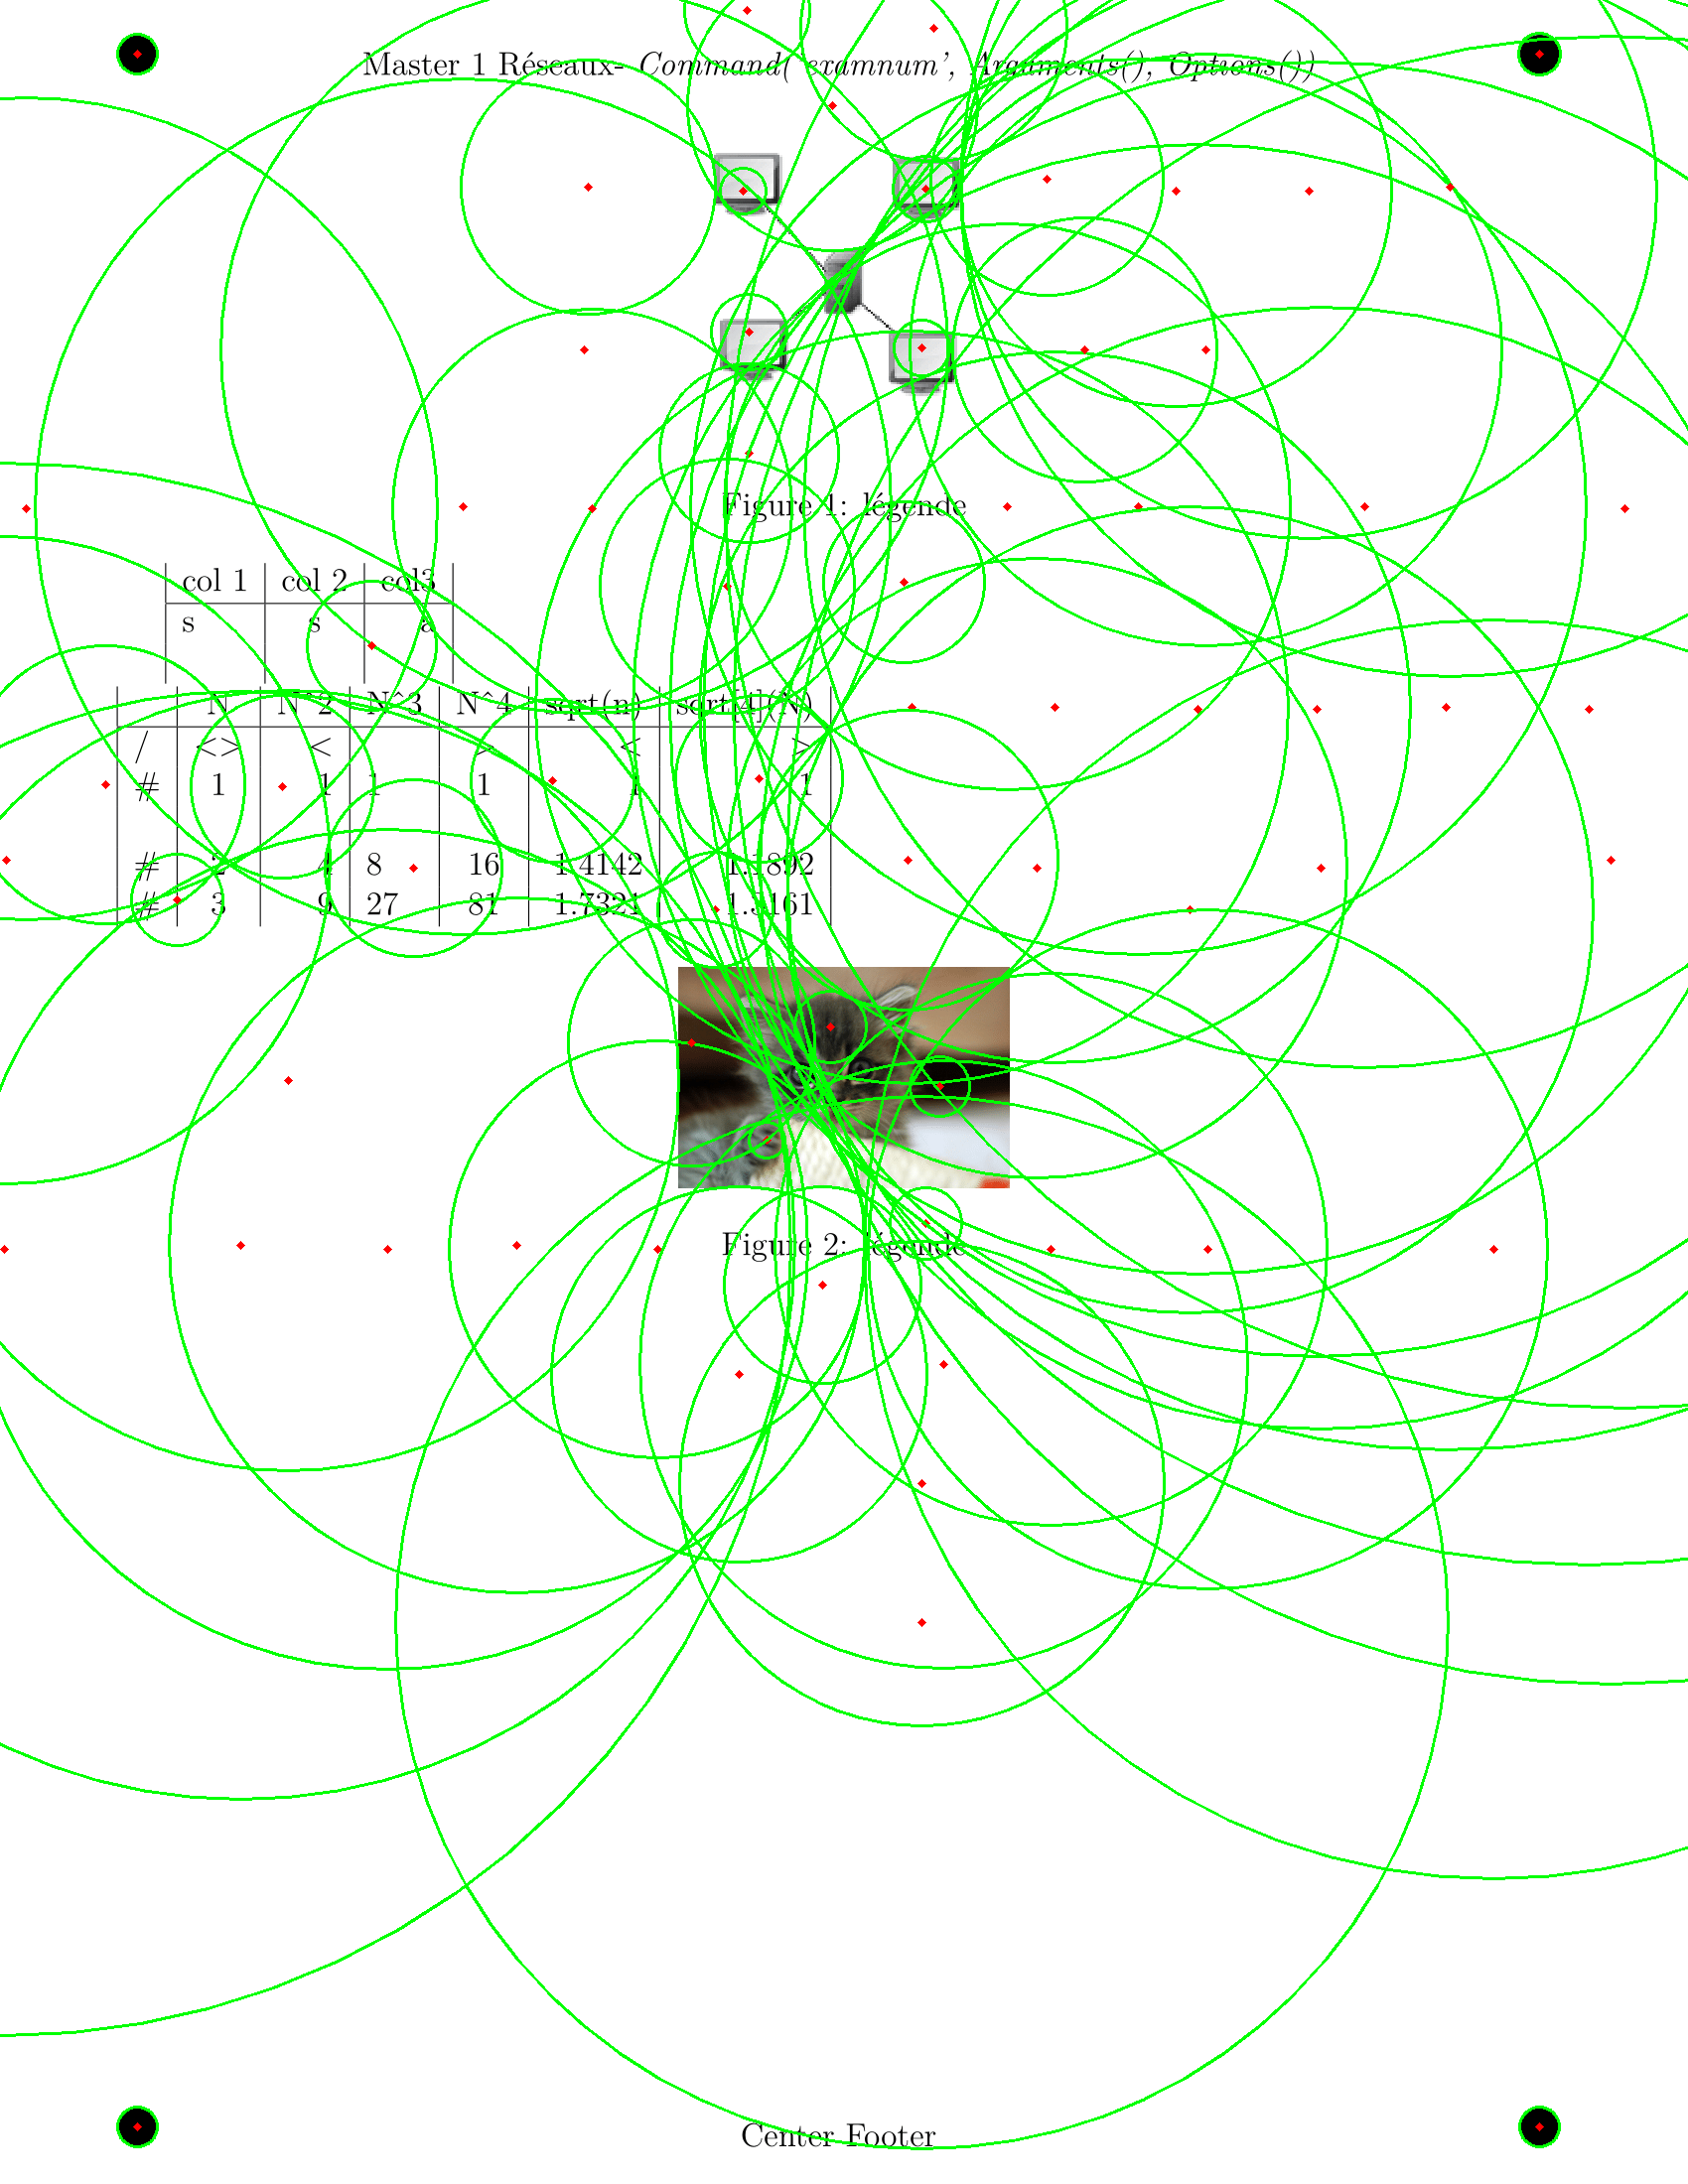 Master 1 Réseaux- Command('examnum', Arguments(), Options())
Figure 1: légende
col 1 col 2 col3
s s a
N N^2 N^3 N^4 sqrt(n) sqrt[4](N)
/ <> < > < >
# 1 1 1 1 1 1
# 2 4 8 16 1.4142 1.1892
# 3 9 27 81 1.7321 1.3161
Figure 2: légende
Center Footer